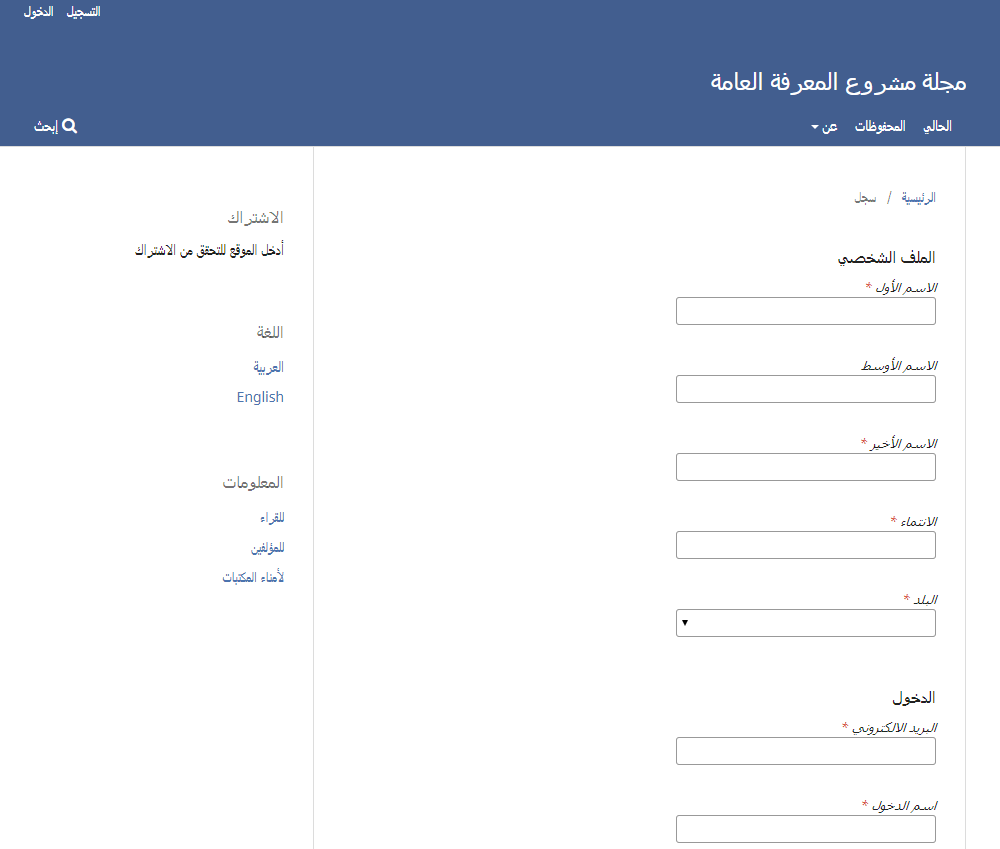 التسجيل الدخول
مجلة مشروع المعرفة العامة
الحالي المحفوظات عن
إبحث
الرئيسية / سجل
الملف الشخصي
الاسم الأول *
الاسم الأوسط
الاسم الأخير *
الانتماء *
البلد *
الدخول
البريد الالكتروني *
اسم الدخول *
الاشتراك
أدخل الموقع للتحقق من الاشتراك
اللغة
العربية
English
المعلومات
للقراء
للمؤلفين
لأمناء المكتبات